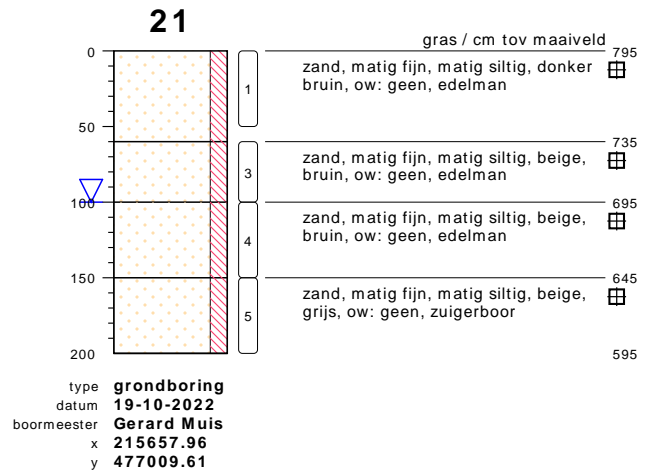 21
gras / cm tov maaiveld
0
795
zand, matig fijn, matig siltig, donker
bruin, ow: geen, edelman
1
50
735
zand, matig fijn, matig siltig, beige,
bruin, ow: geen, edelman
3
100
695
zand, matig fijn, matig siltig, beige,
bruin, ow: geen, edelman
4
150
645
zand, matig fijn, matig siltig, beige,
grijs, ow: geen, zuigerboor
5
200
595
type grondboring
datum 19-10-2022
boormeester Gerard Muis
x 215657.96
y 477009.61